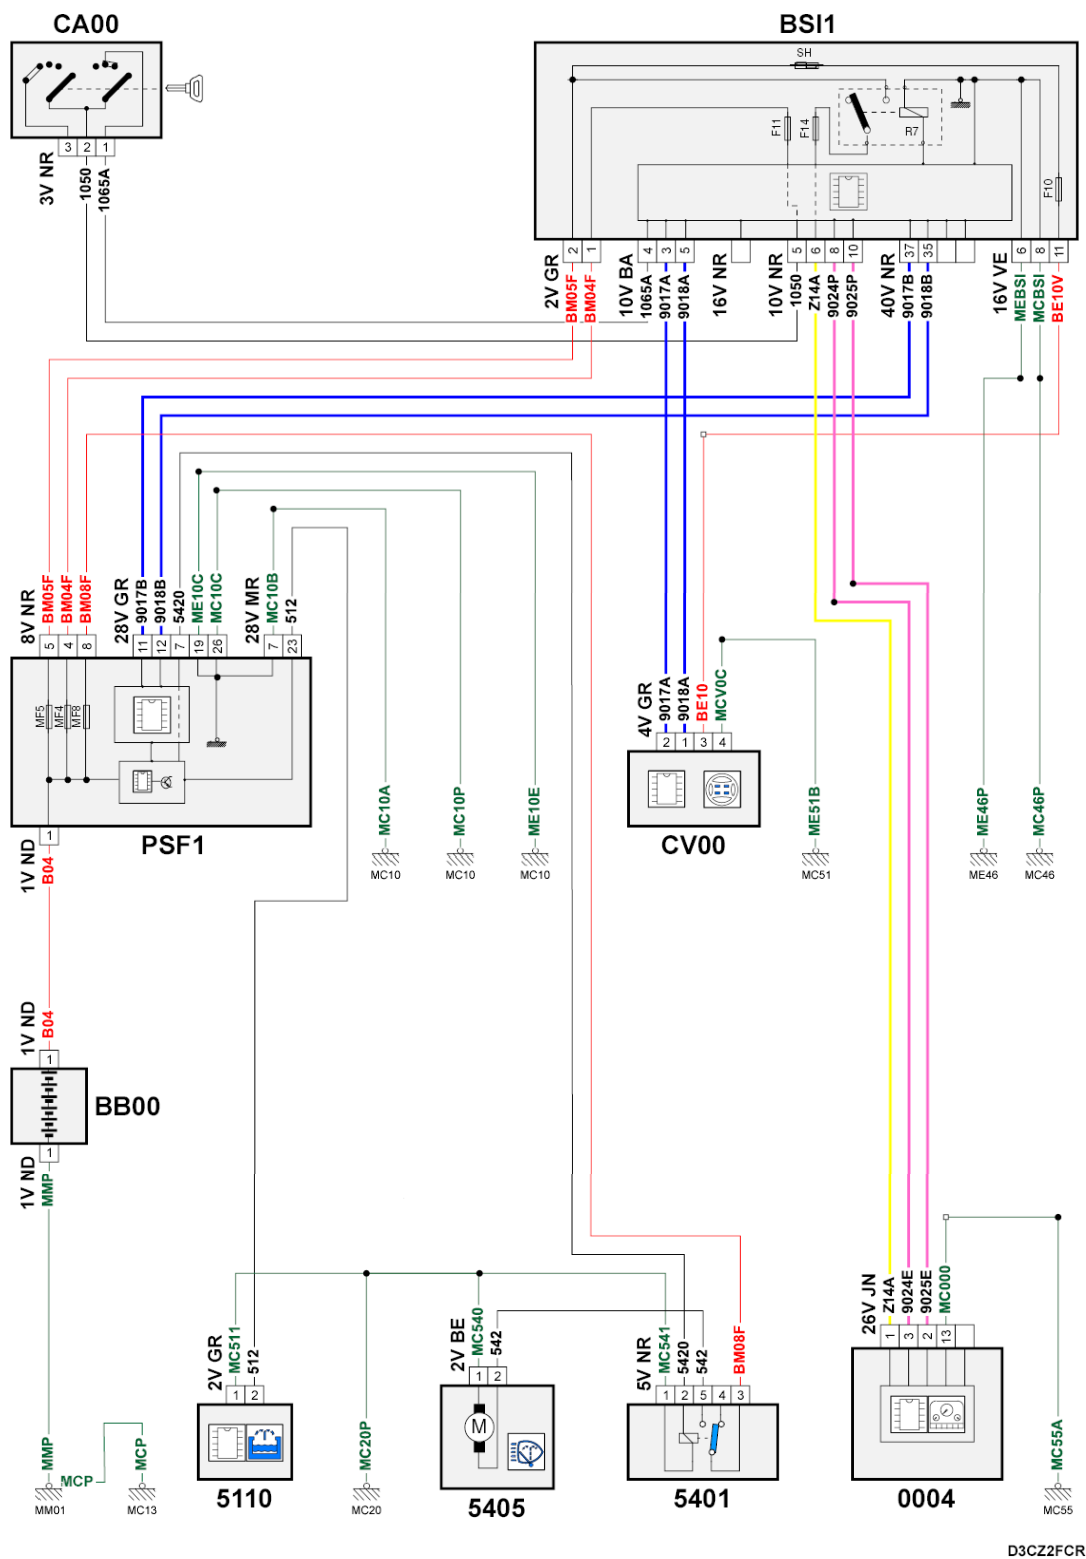 CA00
BSI1
SH
F11
F14
R7
F10
3 2 1
3V NR
1050
1065A
2 1
4 3 5
5 6 8 10
37 35
6 8 11
2V GR
BM05F
BM04F
10V BA
1065A
9017A
9018A
16V NR
10V NR
1050
Z14A
9024P
9025P
40V NR
9017B
9018B
16V VE
MEBSI
MCBSI
BE10V
8V NR
BM05F
BM04F
BM08F
28V GR
9017B
9018B
5420
ME10C
MC10C
28V MR
MC10B
512
5 4 8
11 12 7 19 26
7 23
MF5
MF4
MF8
PSF1
4V GR
9017A
9018A
BE10
MCV0C
2 1 3 4
CV00
MC10A
MC10P
ME10E
ME51B
ME46P
MC46P
MC10
MC10
MC10
MC51
ME46
MC46
1
1V ND
B04
1V ND
B04
1
BB00
1
1V ND
MMP
MMP
MCP
MCP
MM01
MC13
2V GR
MC511
512
1 2
5110
MC20P
MC20
2V BE
MC540
542
1 2
M
5405
5V NR
MC541
5420
542
BM08F
1 2 5 4 3
5401
26V JN
Z14A
9024E
9025E
MC000
1 3 2 13
0004
MC55A
MC55
D3CZ2FCR